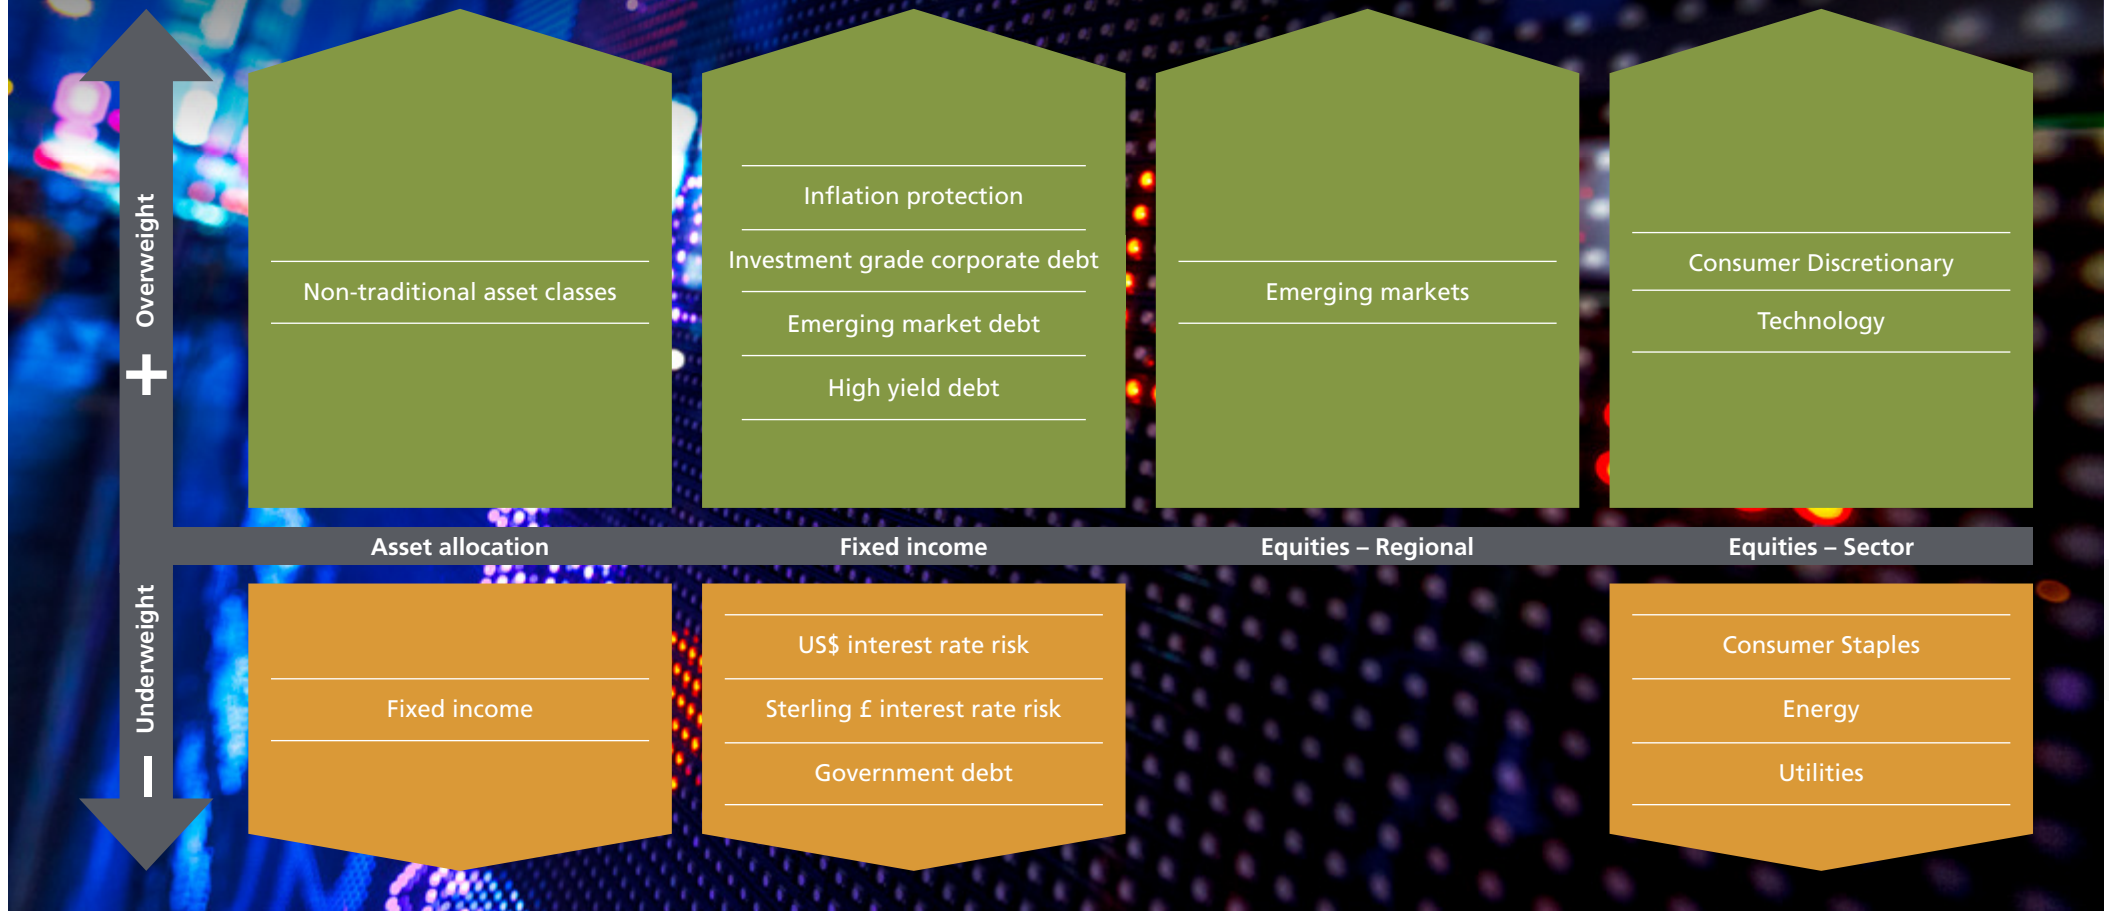 Overweight
+
Non-traditional asset classes
Inflation protection
Investment grade corporate debt
Emerging market debt
High yield debt
Emerging markets
Consumer Discretionary
Technology
Asset allocation
Fixed income
Equities – Regional
Equities – Sector
Underweight
–
Fixed income
US$ interest rate risk
Sterling £ interest rate risk
Government debt
Consumer Staples
Energy
Utilities